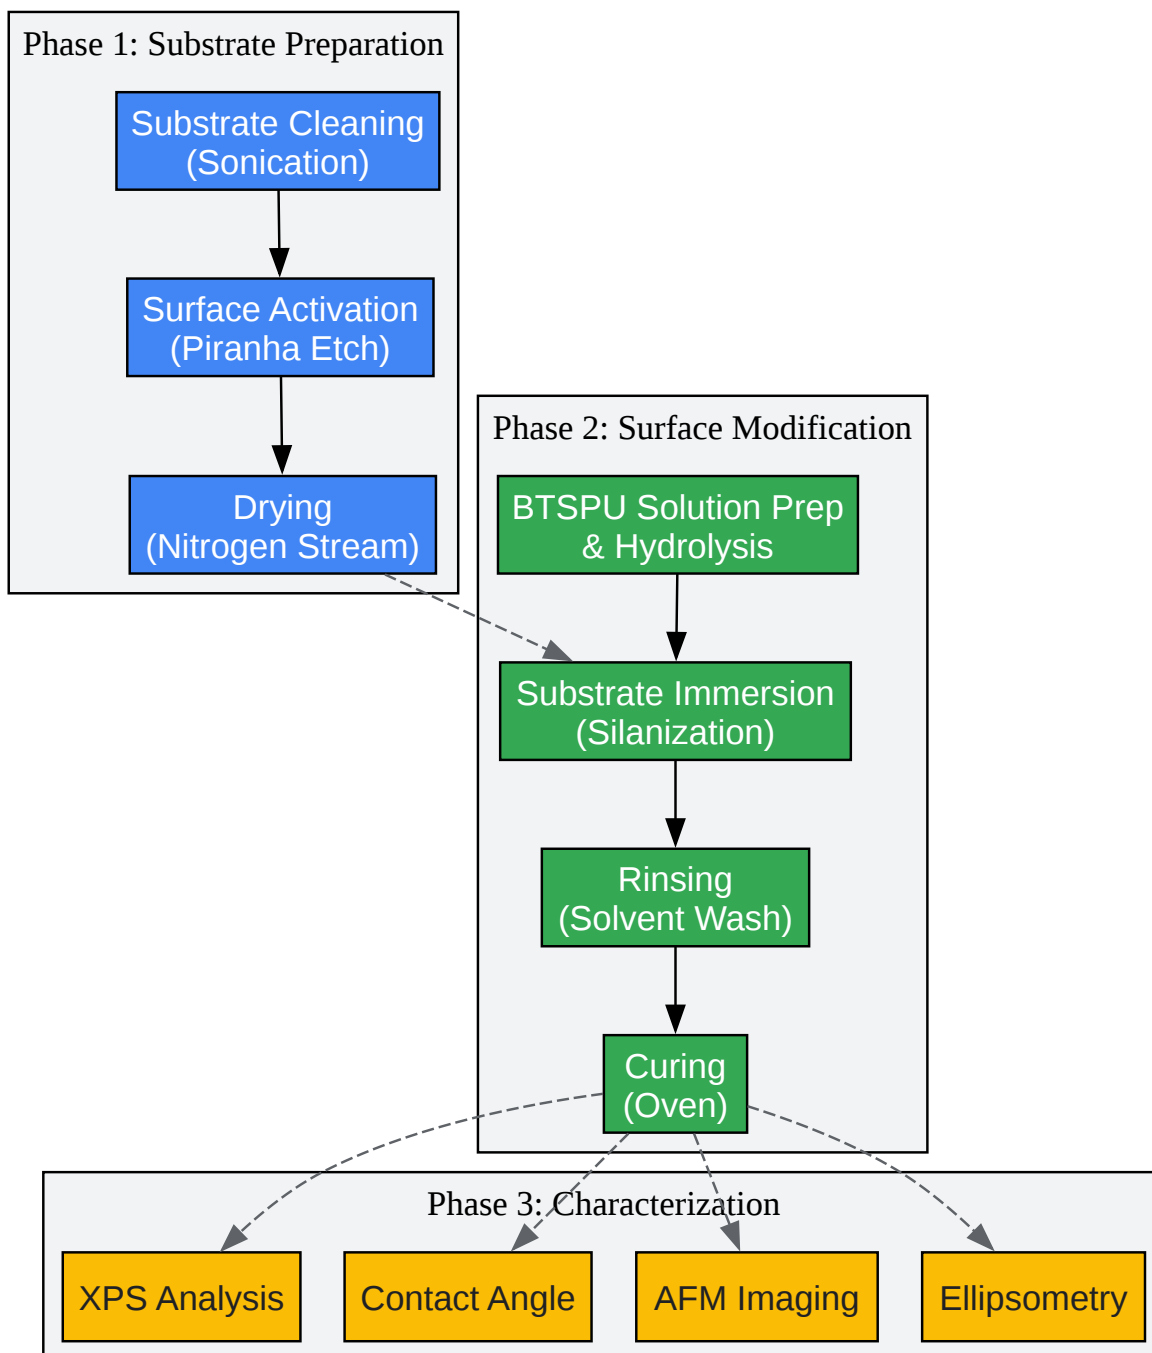 Phase 1: Substrate Preparation
Substrate Cleaning
(Sonication)
Surface Activation
(Piranha Etch)
Drying
(Nitrogen Stream)
Phase 2: Surface Modification
BTSPU Solution Prep
& Hydrolysis
Substrate Immersion
(Silanization)
Rinsing
(Solvent Wash)
Curing
(Oven)
Phase 3: Characterization
XPS Analysis
Contact Angle
AFM Imaging
Ellipsometry